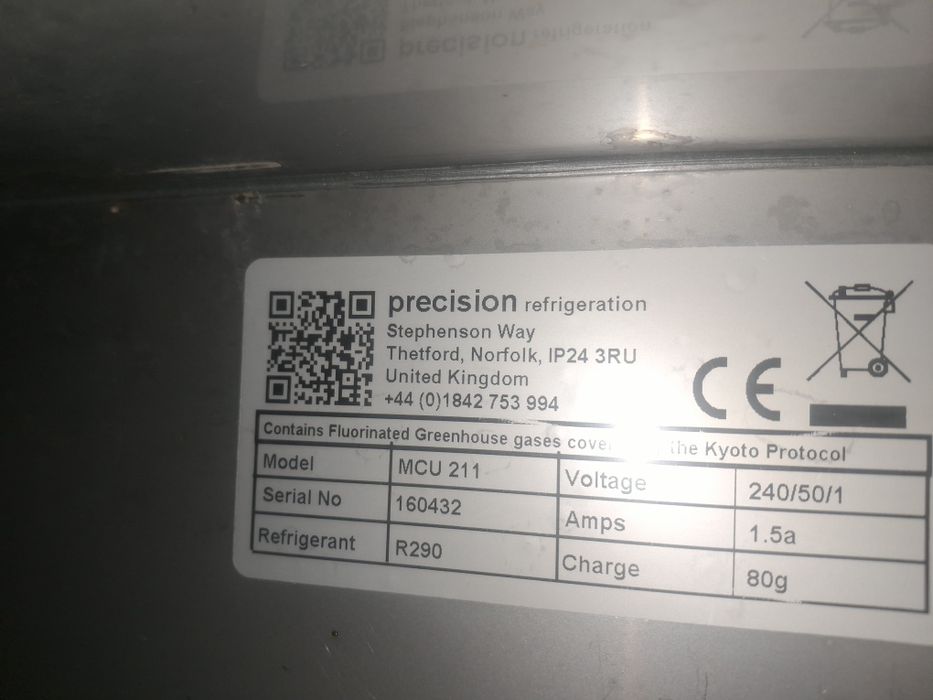 precision refrigeration
Stephenson Way
Thetford, Norfolk, IP24 3RU
United Kingdom
+44 (0)1842 753 994
Contains Fluorinated Greenhouse gases the Kyoto Protocol
Model MCU 211 Voltage 240/50/1
Serial No 160432 Amps 1.5a
Refrigerant R290 Charge 80g